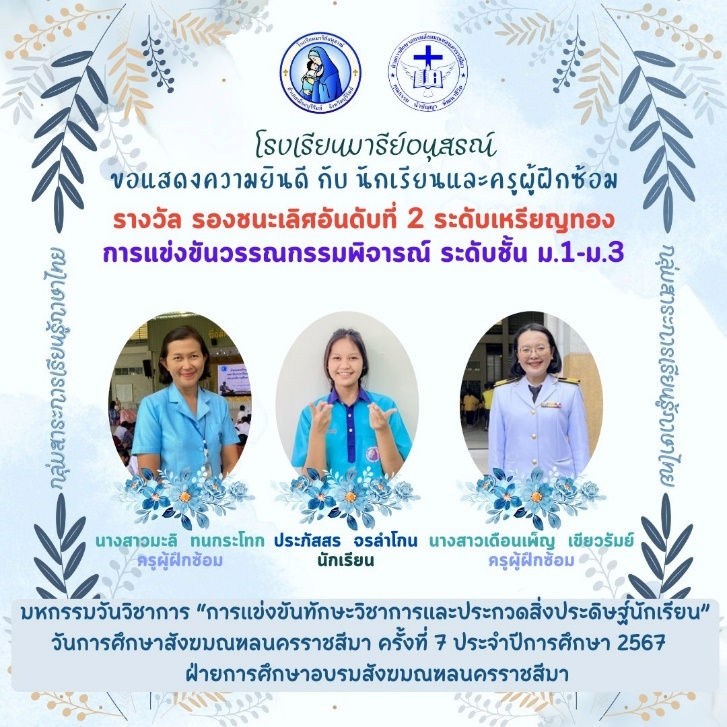 โรงเรียนมารีย์อนุสรณ์
ขอแสดงความยินดี กับ นักเรียนและครูผู้ฝึกซ้อม
รางวัล รองชนะเลิศอันดับที่ 2 ระดับเหรียญทอง
การแข่งขันวรรณกรรมพิจารณ์ ระดับชั้น ม.1-ม.3
กลุ่มสาระการเรียนรู้ภาษาไทย
กลุ่มสาระการเรียนรู้ภาษาไทย
นางสาวมะลิ ทนกระโทก
ครูผู้ฝึกซ้อม
ประภัสสร จรลำโกน
นักเรียน
นางสาวเดือนเพ็ญ เขียวรัมย์
ครูผู้ฝึกซ้อม
มหกรรมวันวิชาการ “การแข่งขันทักษะวิชาการและประกวดสิ่งประดิษฐ์นักเรียน”
วันการศึกษาสังฆมณฑลนครราชสีมา ครั้งที่ 7 ประจำปีการศึกษา 2567
ฝ่ายการศึกษาอบรมสังฆมณฑลนครราชสีมา